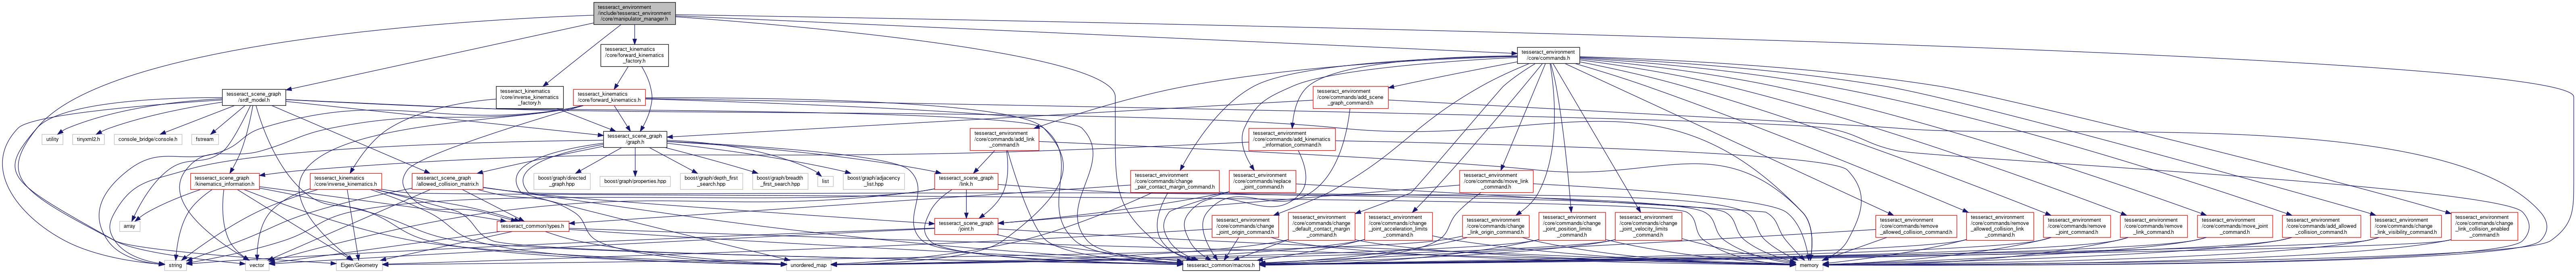 tesseract_environment
/include/tesseract_environment
/core/manipulator_manager.h
tesseract_kinematics
/core/forward_kinematics
_factory.h
tesseract_environment
/core/commands.h
tesseract_scene_graph
/srdf_model.h
tesseract_kinematics
/core/inverse_kinematics
_factory.h
tesseract_kinematics
/core/forward_kinematics.h
tesseract_environment
/core/commands/add_scene
_graph_command.h
utility
tinyxml2.h
console_bridge/console.h
fstream
tesseract_scene_graph
/graph.h
tesseract_environment
/core/commands/add_link
_command.h
tesseract_environment
/core/commands/add_kinematics
_information_command.h
tesseract_scene_graph
/kinematics_information.h
tesseract_kinematics
/core/inverse_kinematics.h
tesseract_scene_graph
/allowed_collision_matrix.h
boost/graph/directed
_graph.hpp
boost/graph/properties.hpp
boost/graph/depth_first
_search.hpp
boost/graph/breadth
_first_search.hpp
list
boost/graph/adjacency
_list.hpp
tesseract_scene_graph
/link.h
tesseract_environment
/core/commands/change
_pair_contact_margin_command.h
tesseract_environment
/core/commands/replace
_joint_command.h
tesseract_environment
/core/commands/move_link
_command.h
array
tesseract_common/types.h
tesseract_scene_graph
/joint.h
tesseract_environment
/core/commands/change
_joint_origin_command.h
tesseract_environment
/core/commands/change
_default_contact_margin
_command.h
tesseract_environment
/core/commands/change
_joint_acceleration_limits
_command.h
tesseract_environment
/core/commands/change
_link_origin_command.h
tesseract_environment
/core/commands/change
_joint_position_limits
_command.h
tesseract_environment
/core/commands/change
_joint_velocity_limits
_command.h
tesseract_environment
/core/commands/remove
_allowed_collision_command.h
tesseract_environment
/core/commands/remove
_allowed_collision_link
_command.h
tesseract_environment
/core/commands/remove
_joint_command.h
tesseract_environment
/core/commands/remove
_link_command.h
tesseract_environment
/core/commands/move_joint
_command.h
tesseract_environment
/core/commands/add_allowed
_collision_command.h
tesseract_environment
/core/commands/change
_link_visibility_command.h
tesseract_environment
/core/commands/change
_link_collision_enabled
_command.h
string
vector
Eigen/Geometry
unordered_map
tesseract_common/macros.h
memory